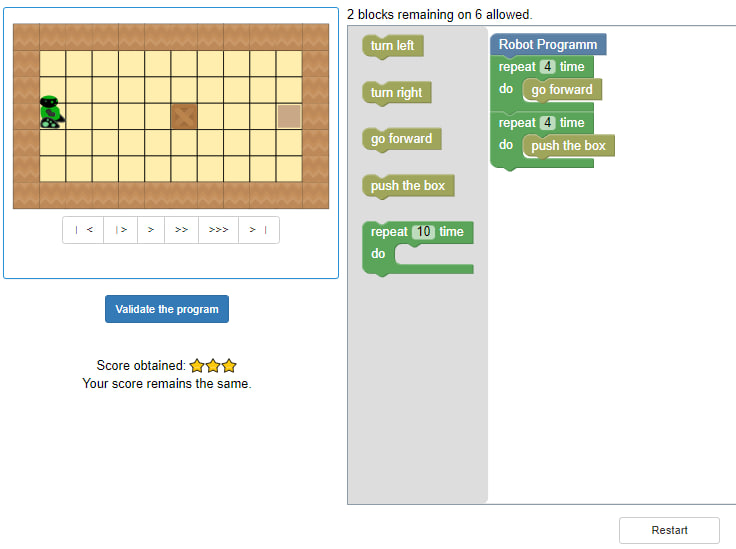 2 blocks remaining on 6 allowed.
turn left
turn right
go forward
push the box
repeat 10 time
do
Robot Programm
repeat 4 time
do go forward
repeat 4 time
do push the box
| < |> > >> >>> > |
Validate the program
Score obtained:
Your score remains the same.
Restart